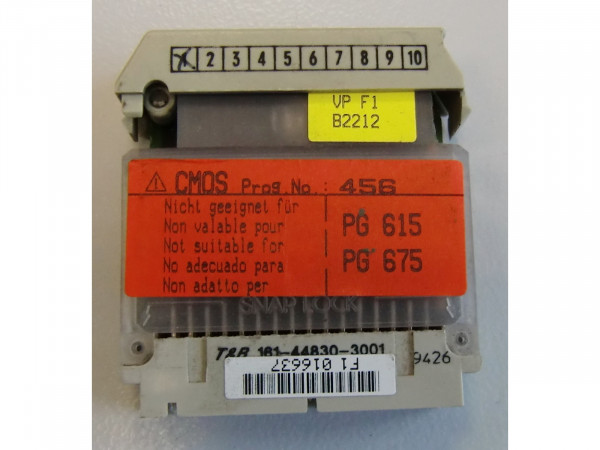 1 2 3 4 5 6 7 8 9 10
VP F1
B2212
CMOS Prog.No.: 456
Nicht geeignet für
Non valable pour
Not suitable for
No adecuado para
Non adatto per
PG 615
PG 675
SNAP LOCK
T&B 161-44830-3001
9426
F1 016637